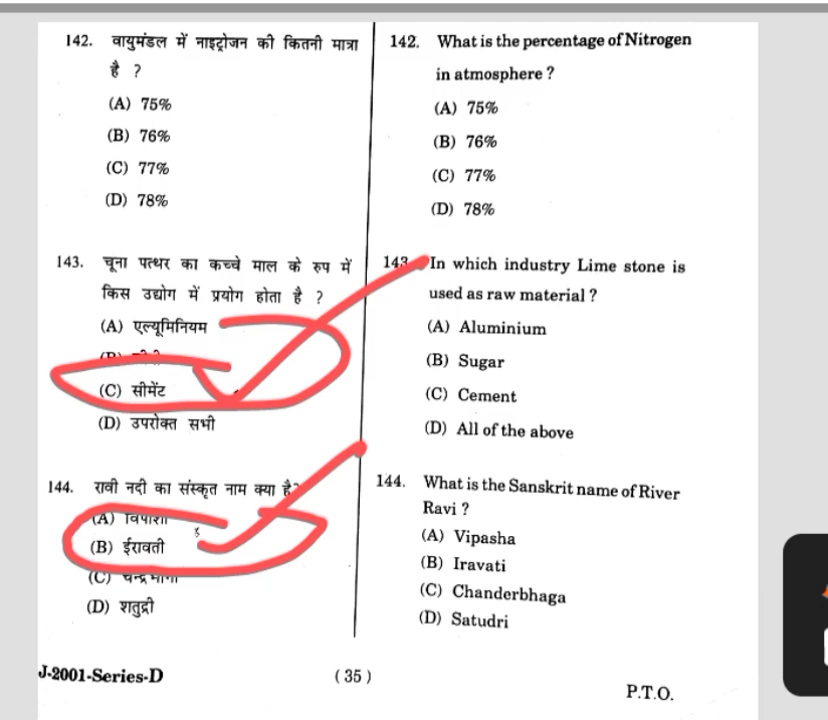 142. वायुमंडल में नाइट्रोजन की कितनी मात्रा
है ?
(A) 75%
(B) 76%
(C) 77%
(D) 78%
143. चूना पत्थर का कच्चे माल के रुप में
किस उद्योग में प्रयोग होता है ?
(A) एल्यूमिनियम
(C) सीमेंट
(D) उपरोक्त सभी
144. रावी नदी का संस्कृत नाम क्या है?
(A) विपाशा
(B) ईरावती
(C) चन्द्रभागा
(D) शतुद्री
142. What is the percentage of Nitrogen
in atmosphere ?
(A) 75%
(B) 76%
(C) 77%
(D) 78%
143. In which industry Lime stone is
used as raw material ?
(A) Aluminium
(B) Sugar
(C) Cement
(D) All of the above
144. What is the Sanskrit name of River
Ravi ?
(A) Vipasha
(B) Iravati
(C) Chanderbhaga
(D) Satudri
J-2001-Series-D
( 35 )
P.T.O.